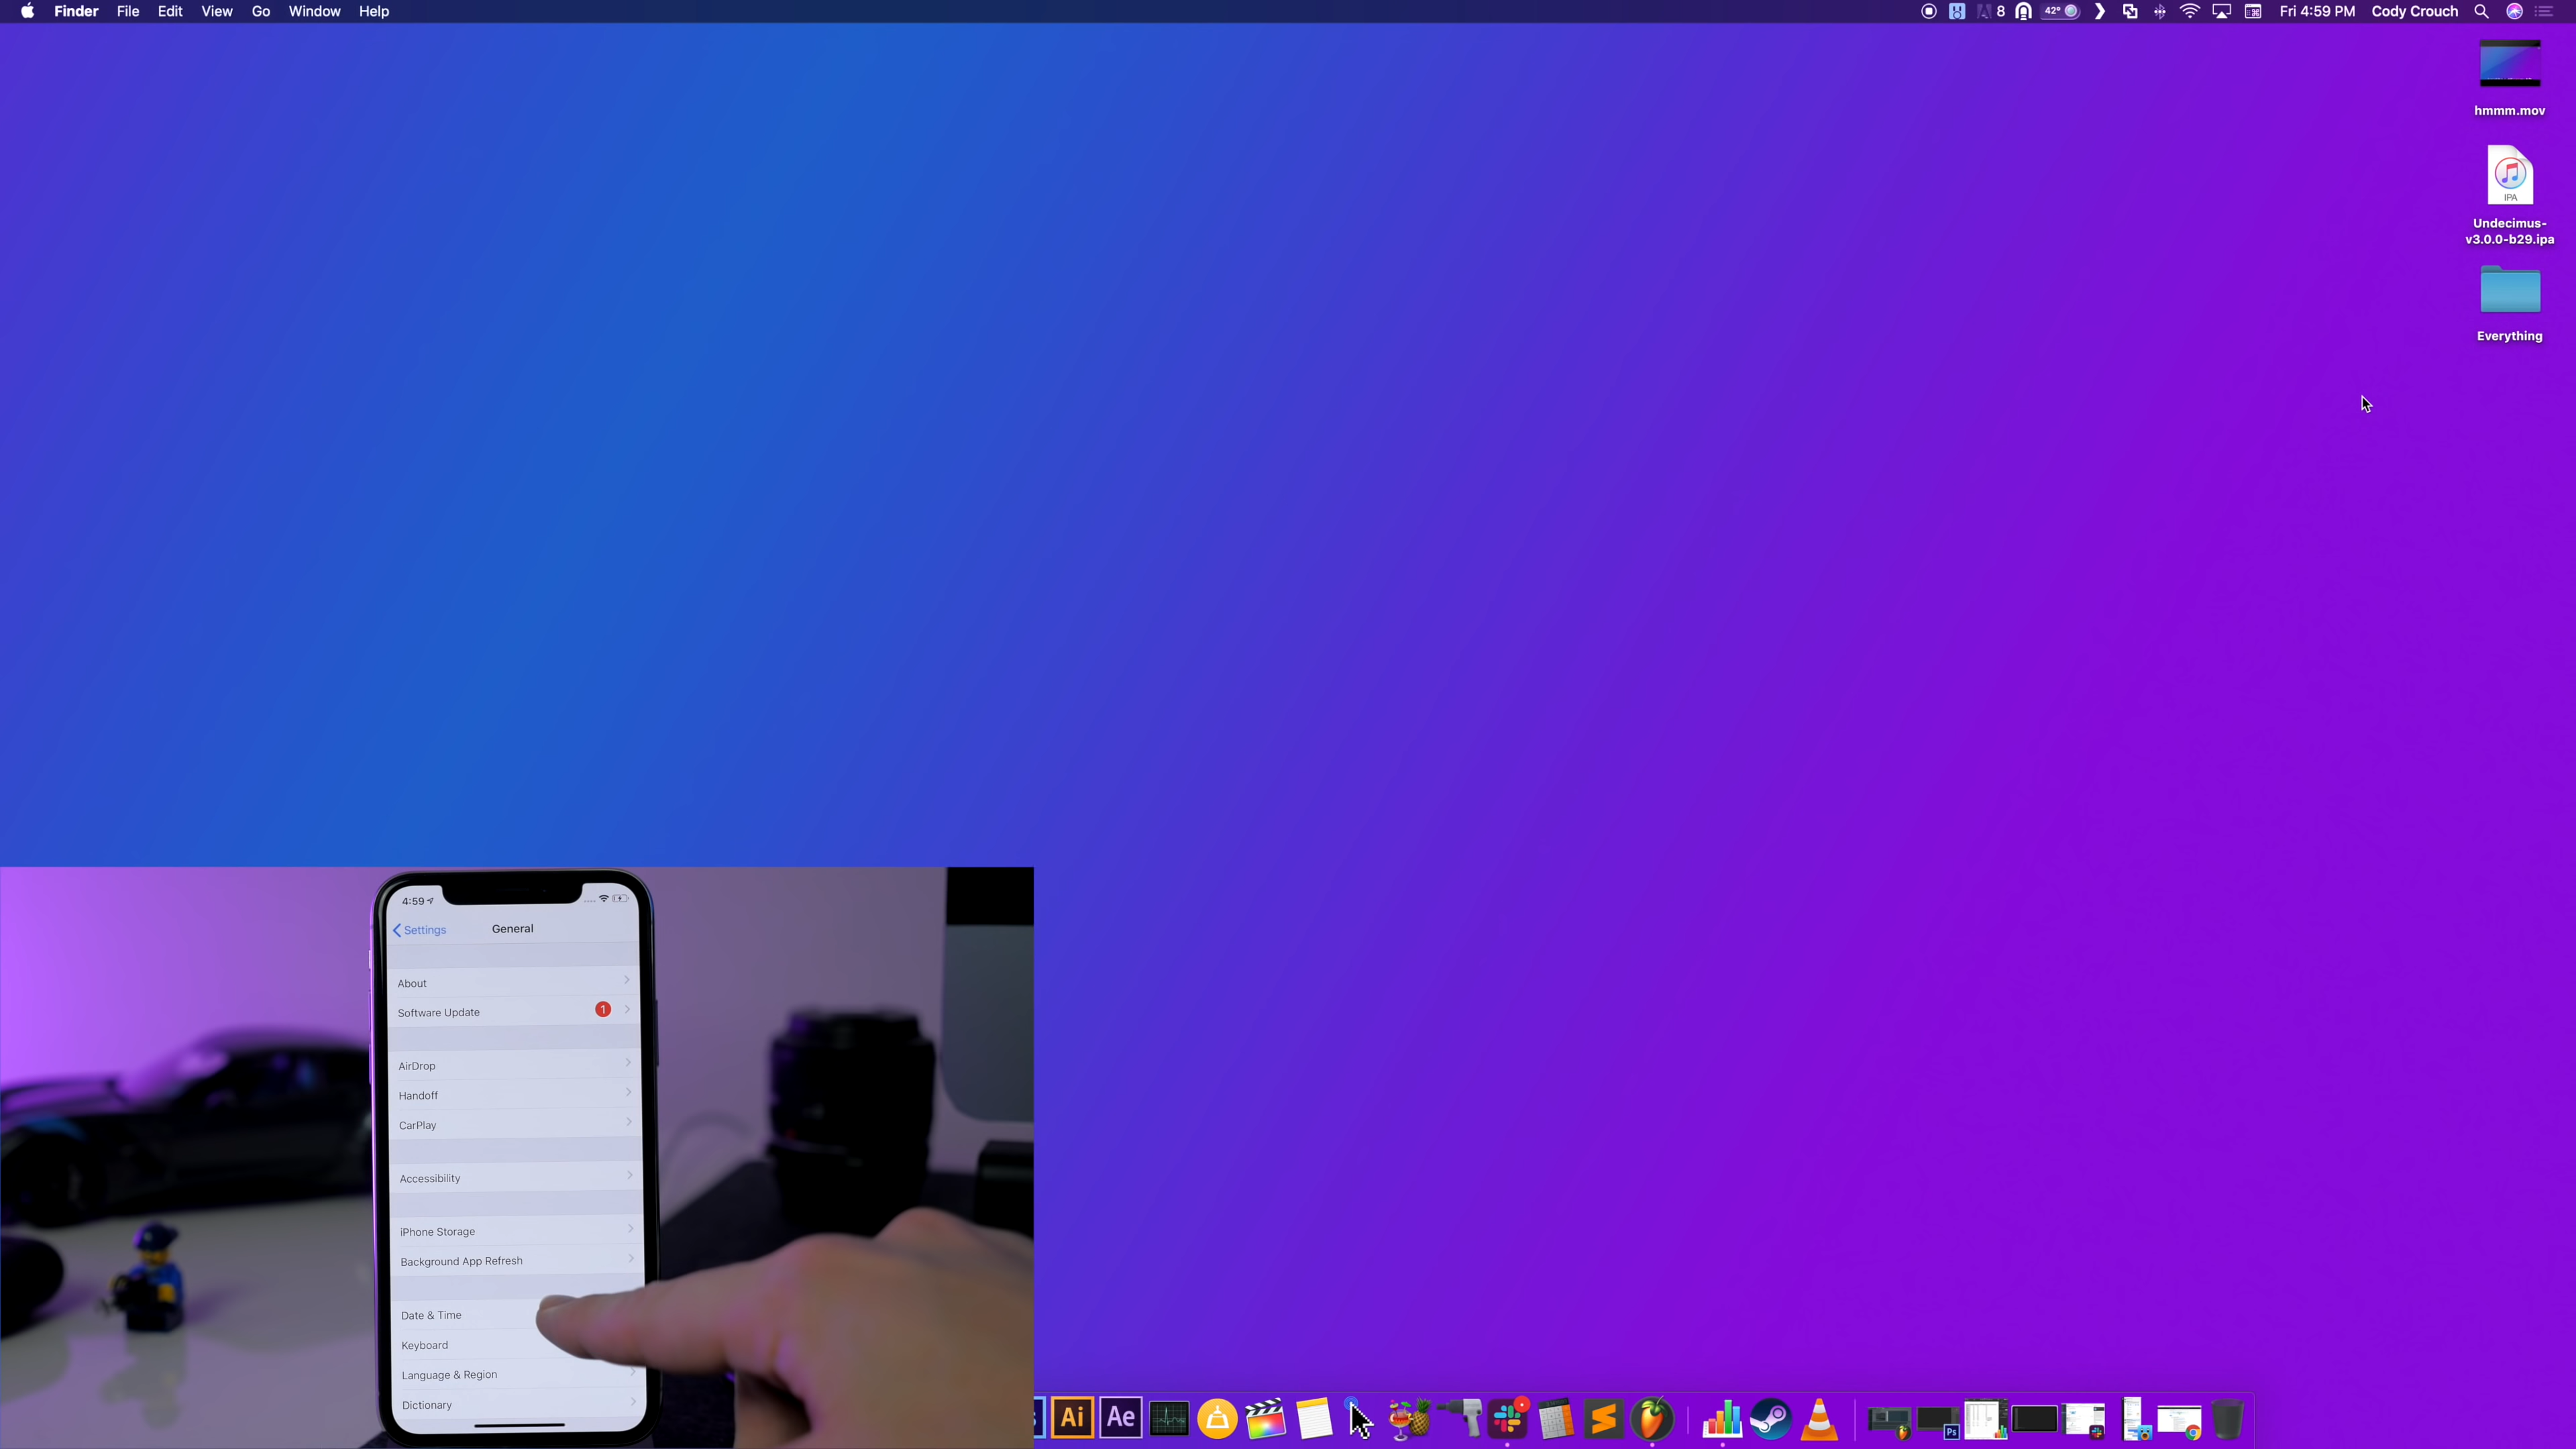 Finder File Edit View Go Window Help
8 42° Fri 4:59 PM Cody Crouch
hmmm.mov
IPA
Undecimus-
v3.0.0-b29.ipa
Everything
4:59
Settings General
About
Software Update 1
AirDrop
Handoff
CarPlay
Accessibility
iPhone Storage
Background App Refresh
Date & Time
Keyboard
Language & Region
Dictionary
Ai Ae
Ps